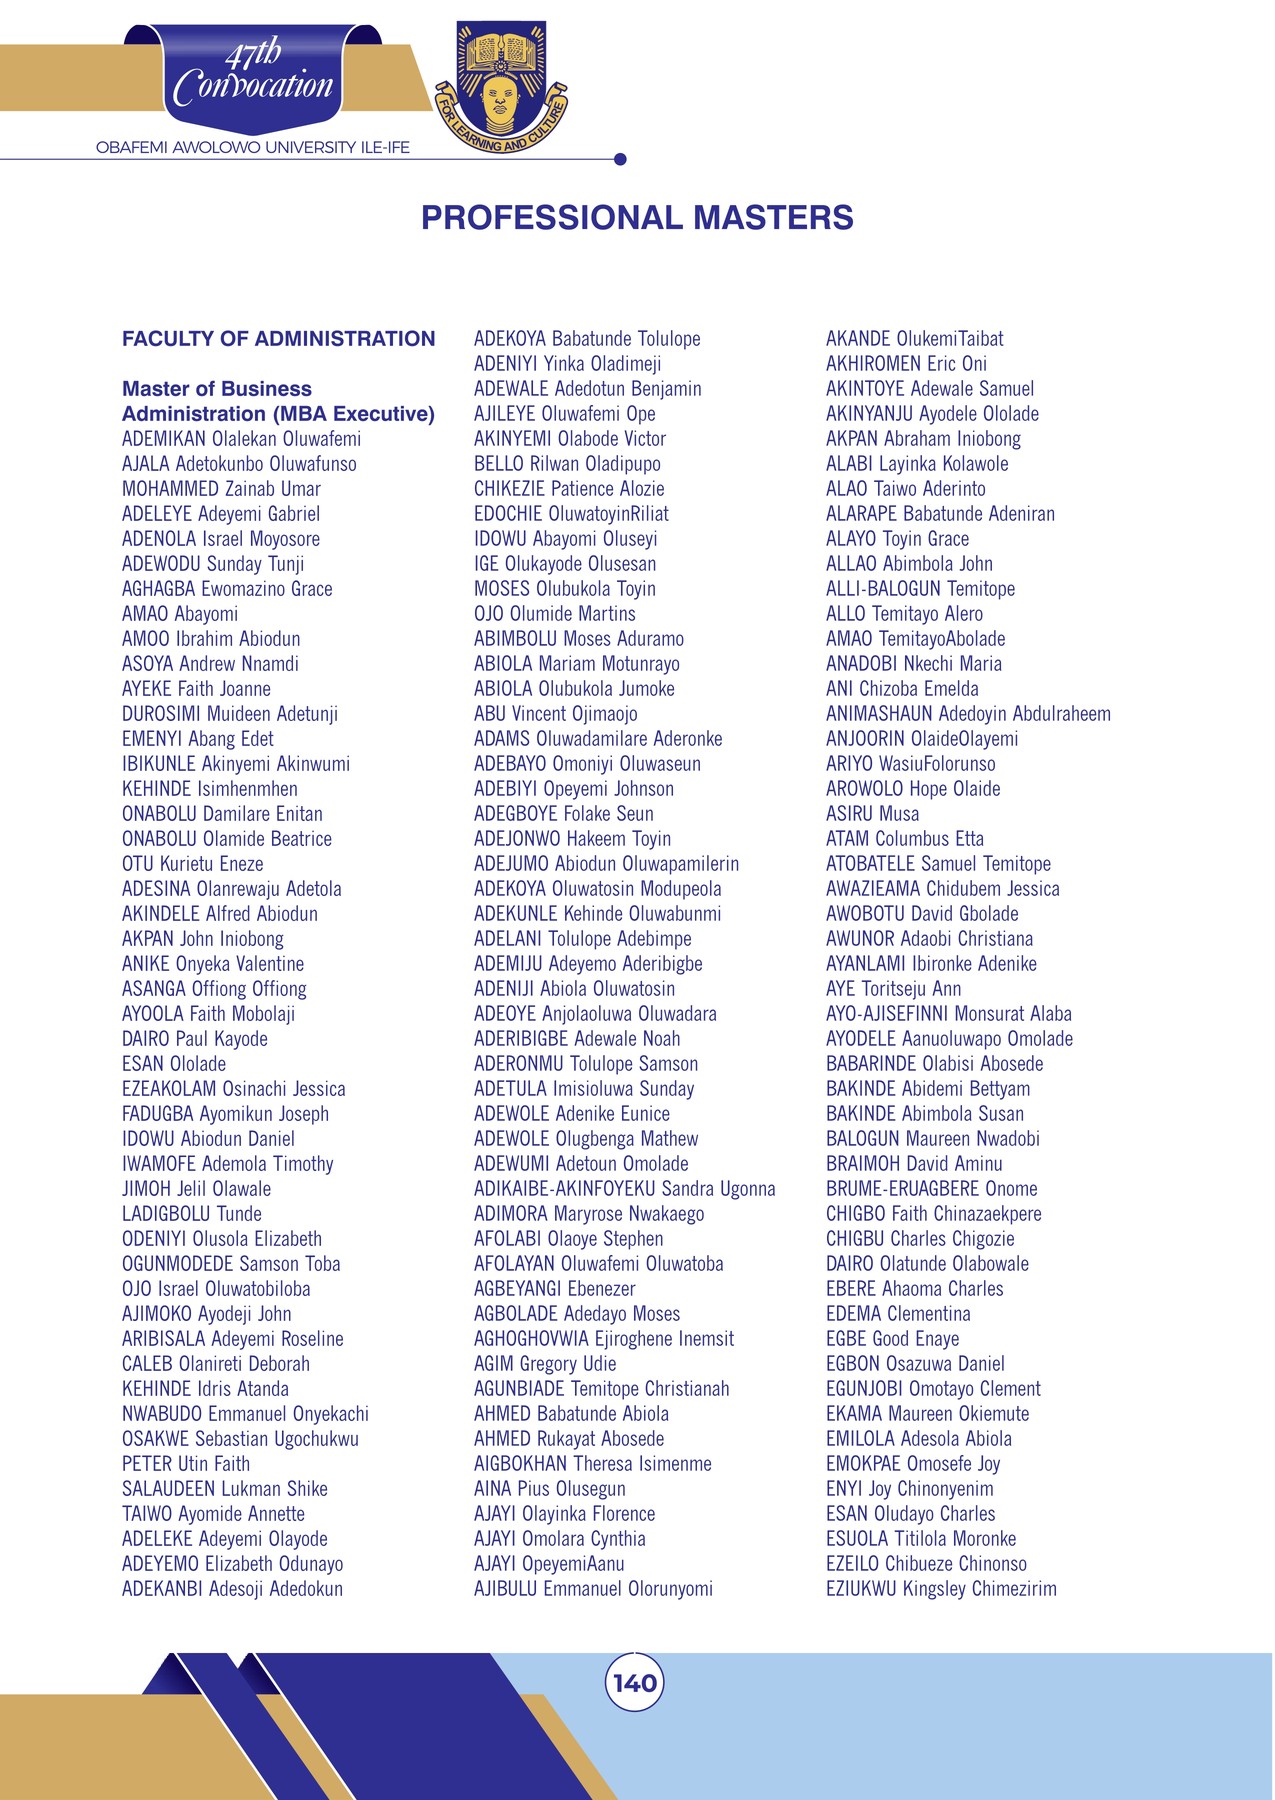 47th
Convocation
FOR LEARNING AND CULTURE
OBAFEMI AWOLOWO UNIVERSITY ILE-IFE
PROFESSIONAL MASTERS
FACULTY OF ADMINISTRATION
Master of Business
Administration (MBA Executive)
ADEMIKAN Olalekan Oluwafemi
AJALA Adetokunbo Oluwafunso
MOHAMMED Zainab Umar
ADELEYE Adeyemi Gabriel
ADENOLA Israel Moyosore
ADEWODU Sunday Tunji
AGHAGBA Ewomazino Grace
AMAO Abayomi
AMOO Ibrahim Abiodun
ASOYA Andrew Nnamdi
AYEKE Faith Joanne
DUROSIMI Muideen Adetunji
EMENYI Abang Edet
IBIKUNLE Akinyemi Akinwumi
KEHINDE Isimhenmhen
ONABOLU Damilare Enitan
ONABOLU Olamide Beatrice
OTU Kurietu Eneze
ADESINA Olanrewaju Adetola
AKINDELE Alfred Abiodun
AKPAN John Iniobong
ANIKE Onyeka Valentine
ASANGA Offiong Offiong
AYOOLA Faith Mobolaji
DAIRO Paul Kayode
ESAN Ololade
EZEAKOLAM Osinachi Jessica
FADUGBA Ayomikun Joseph
IDOWU Abiodun Daniel
IWAMOFE Ademola Timothy
JIMOH Jelil Olawale
LADIGBOLU Tunde
ODENIYI Olusola Elizabeth
OGUNMODEDE Samson Toba
OJO Israel Oluwatobiloba
AJIMOKO Ayodeji John
ARIBISALA Adeyemi Roseline
CALEB Olanireti Deborah
KEHINDE Idris Atanda
NWABUDO Emmanuel Onyekachi
OSAKWE Sebastian Ugochukwu
PETER Utin Faith
SALAUDEEN Lukman Shike
TAIWO Ayomide Annette
ADELEKE Adeyemi Olayode
ADEYEMO Elizabeth Odunayo
ADEKANBI Adesoji Adedokun
ADEKOYA Babatunde Tolulope
ADENIYI Yinka Oladimeji
ADEWALE Adedotun Benjamin
AJILEYE Oluwafemi Ope
AKINYEMI Olabode Victor
BELLO Rilwan Oladipupo
CHIKEZIE Patience Alozie
EDOCHIE OluwatoyinRiliat
IDOWU Abayomi Oluseyi
IGE Olukayode Olusesan
MOSES Olubukola Toyin
OJO Olumide Martins
ABIMBOLU Moses Aduramo
ABIOLA Mariam Motunrayo
ABIOLA Olubukola Jumoke
ABU Vincent Ojimaojo
ADAMS Oluwadamilare Aderonke
ADEBAYO Omoniyi Oluwaseun
ADEBIYI Opeyemi Johnson
ADEGBOYE Folake Seun
ADEJONWO Hakeem Toyin
ADEJUMO Abiodun Oluwapamilerin
ADEKOYA Oluwatosin Modupeola
ADEKUNLE Kehinde Oluwabunmi
ADELANI Tolulope Adebimpe
ADEMIJU Adeyemo Aderibigbe
ADENIJI Abiola Oluwatosin
ADEOYE Anjolaoluwa Oluwadara
ADERIBIGBE Adewale Noah
ADERONMU Tolulope Samson
ADETULA Imisioluwa Sunday
ADEWOLE Adenike Eunice
ADEWOLE Olugbenga Mathew
ADEWUMI Adetoun Omolade
ADIKAIBE-AKINFOYEKU Sandra Ugonna
ADIMORA Maryrose Nwakaego
AFOLABI Olaoye Stephen
AFOLAYAN Oluwafemi Oluwatoba
AGBEYANGI Ebenezer
AGBOLADE Adedayo Moses
AGHOGHOVWIA Ejiroghene Inemsit
AGIM Gregory Udie
AGUNBIADE Temitope Christianah
AHMED Babatunde Abiola
AHMED Rukayat Abosede
AIGBOKHAN Theresa Isimenme
AINA Pius Olusegun
AJAYI Olayinka Florence
AJAYI Omolara Cynthia
AJAYI OpeyemiAanu
AJIBULU Emmanuel Olorunyomi
AKANDE OlukemiTaibat
AKHIROMEN Eric Oni
AKINTOYE Adewale Samuel
AKINYANJU Ayodele Ololade
AKPAN Abraham Iniobong
ALABI Layinka Kolawole
ALAO Taiwo Aderinto
ALARAPE Babatunde Adeniran
ALAYO Toyin Grace
ALLAO Abimbola John
ALLI-BALOGUN Temitope
ALLO Temitayo Alero
AMAO TemitayoAbolade
ANADOBI Nkechi Maria
ANI Chizoba Emelda
ANIMASHAUN Adedoyin Abdulraheem
ANJOORIN OlaideOlayemi
ARIYO WasiuFolorunso
AROWOLO Hope Olaide
ASIRU Musa
ATAM Columbus Etta
ATOBATELE Samuel Temitope
AWAZIEAMA Chidubem Jessica
AWOBOTU David Gbolade
AWUNOR Adaobi Christiana
AYANLAMI Ibironke Adenike
AYE Toritseju Ann
AYO-AJISEFINNI Monsurat Alaba
AYODELE Aanuoluwapo Omolade
BABARINDE Olabisi Abosede
BAKINDE Abidemi Bettyam
BAKINDE Abimbola Susan
BALOGUN Maureen Nwadobi
BRAIMOH David Aminu
BRUME-ERUAGBERE Onome
CHIGBO Faith Chinazaekpere
CHIGBU Charles Chigozie
DAIRO Olatunde Olabowale
EBERE Ahaoma Charles
EDEMA Clementina
EGBE Good Enaye
EGBON Osazuwa Daniel
EGUNJOBI Omotayo Clement
EKAMA Maureen Okiemute
EMILOLA Adesola Abiola
EMOKPAE Omosefe Joy
ENYI Joy Chinonyenim
ESAN Oludayo Charles
ESUOLA Titilola Moronke
EZEILO Chibueze Chinonso
EZIUKWU Kingsley Chimezirim
140